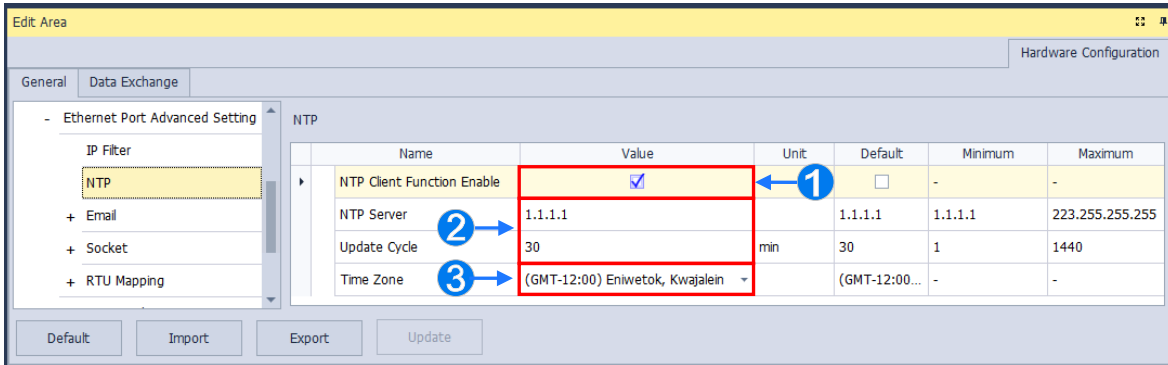 Edit Area
Hardware Configuration
General Data Exchange
- Ethernet Port Advanced Setting
IP Filter
NTP
+ Email
+ Socket
+ RTU Mapping
NTP
Name Value Unit Default Minimum Maximum
NTP Client Function Enable 1 - -
NTP Server 1.1.1.1 1.1.1.1 1.1.1.1 223.255.255.255
2
Update Cycle 30 min 30 1 1440
Time Zone 3 (GMT-12:00) Eniwetok, Kwajalein (GMT-12:00... - -
Default Import Export Update